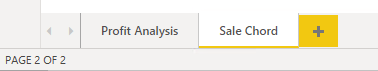 Profit Analysis Sale Chord +
PAGE 2 OF 2